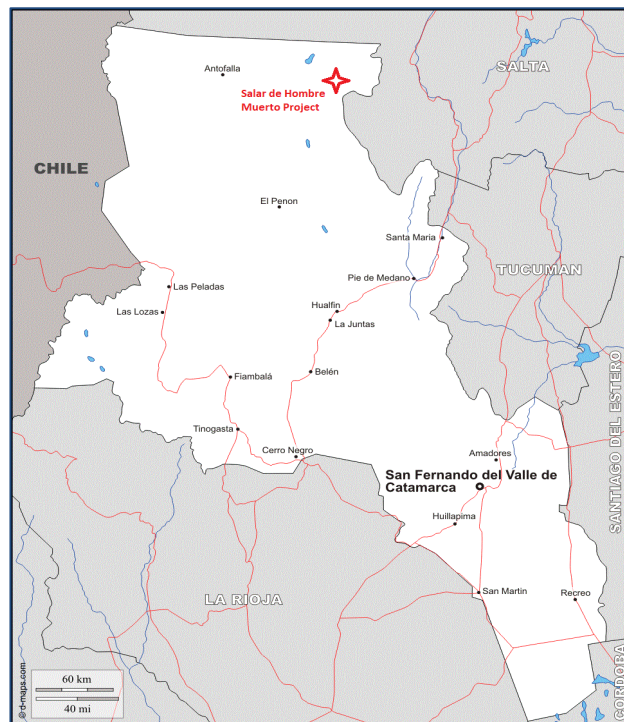 SALTA
Antofalla
Salar de Hombre
Muerto Project
CHILE
El Penon
Santa Maria
TUCUMAN
Pie de Medano
Las Peladas
Las Lozas
Hualfin
La Juntas
SANTIAGO DEL ESTERO
Fiambalá
Belén
Tinogasta
Cerro Negro
Amadores
San Fernando del Valle de
Catamarca
Huillapima
LA RIOJA
San Martin
Recreo
CORDOBA
60 km
40 mi
@ d-maps.com